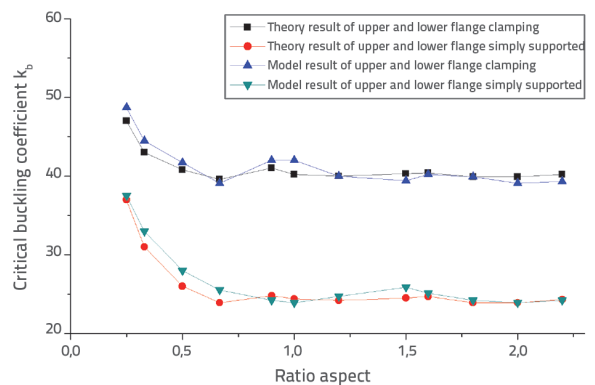 60
50
40
30
20
Critical buckling coefficient k_b
Theory result of upper and lower flange clamping
Theory result of upper and lower flange simply supported
Model result of upper and lower flange clamping
Model result of upper and lower flange simply supported
0,0 0,5 1,0 1,5 2,0
Ratio aspect